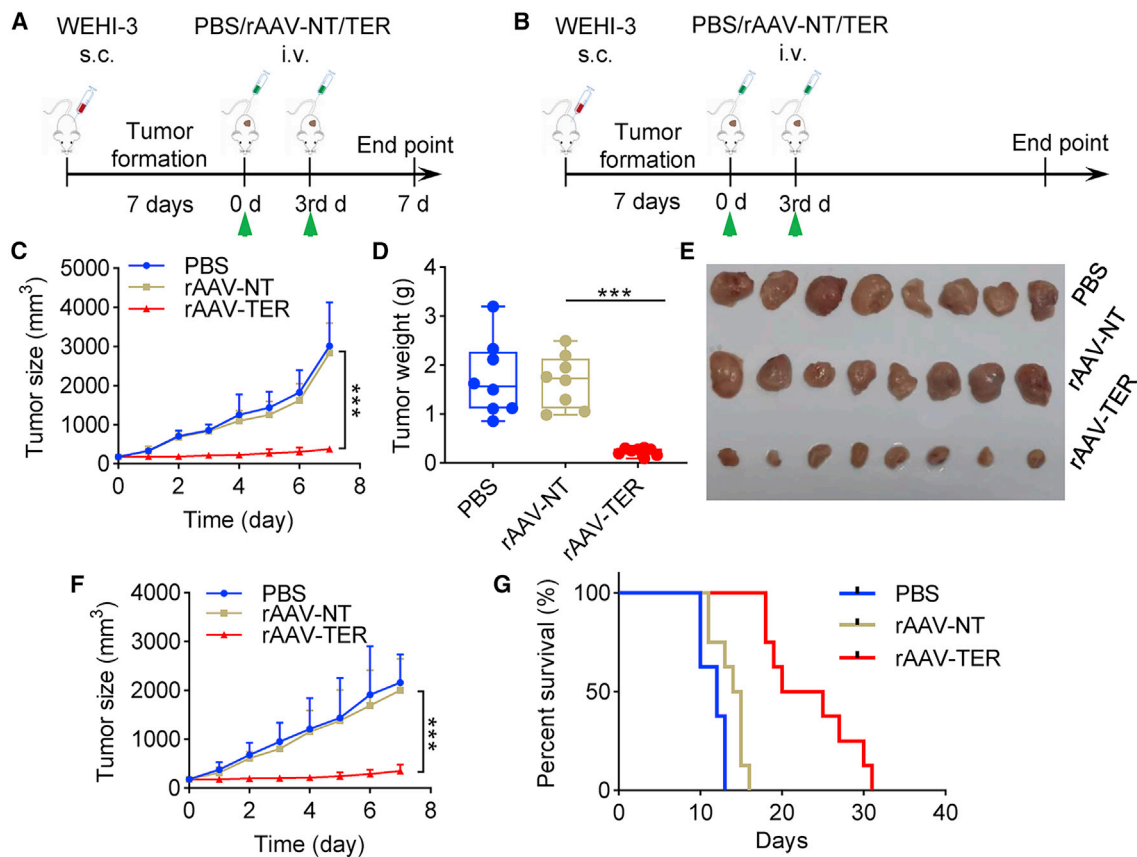 A
WEHI-3
s.c.
PBS/rAAV-NT/TER
i.v.
Tumor
formation
End point
7 days
0 d
3rd d
7 d
B
WEHI-3
s.c.
PBS/rAAV-NT/TER
i.v.
Tumor
formation
End point
7 days
0 d
3rd d
C
PBS
rAAV-NT
rAAV-TER
Tumor size (mm³)
5000
4000
3000
2000
1000
0
0 2 4 6 8
Time (day)
***
D
Tumor weight (g)
4
3
2
1
0
***
PBS
rAAV-NT
rAAV-TER
E
PBS
rAAV-NT
rAAV-TER
F
PBS
rAAV-NT
rAAV-TER
Tumor size (mm³)
4000
3000
2000
1000
0
0 2 4 6 8
Time (day)
***
G
PBS
rAAV-NT
rAAV-TER
Percent survival (%)
100
50
0
0 10 20 30 40
Days